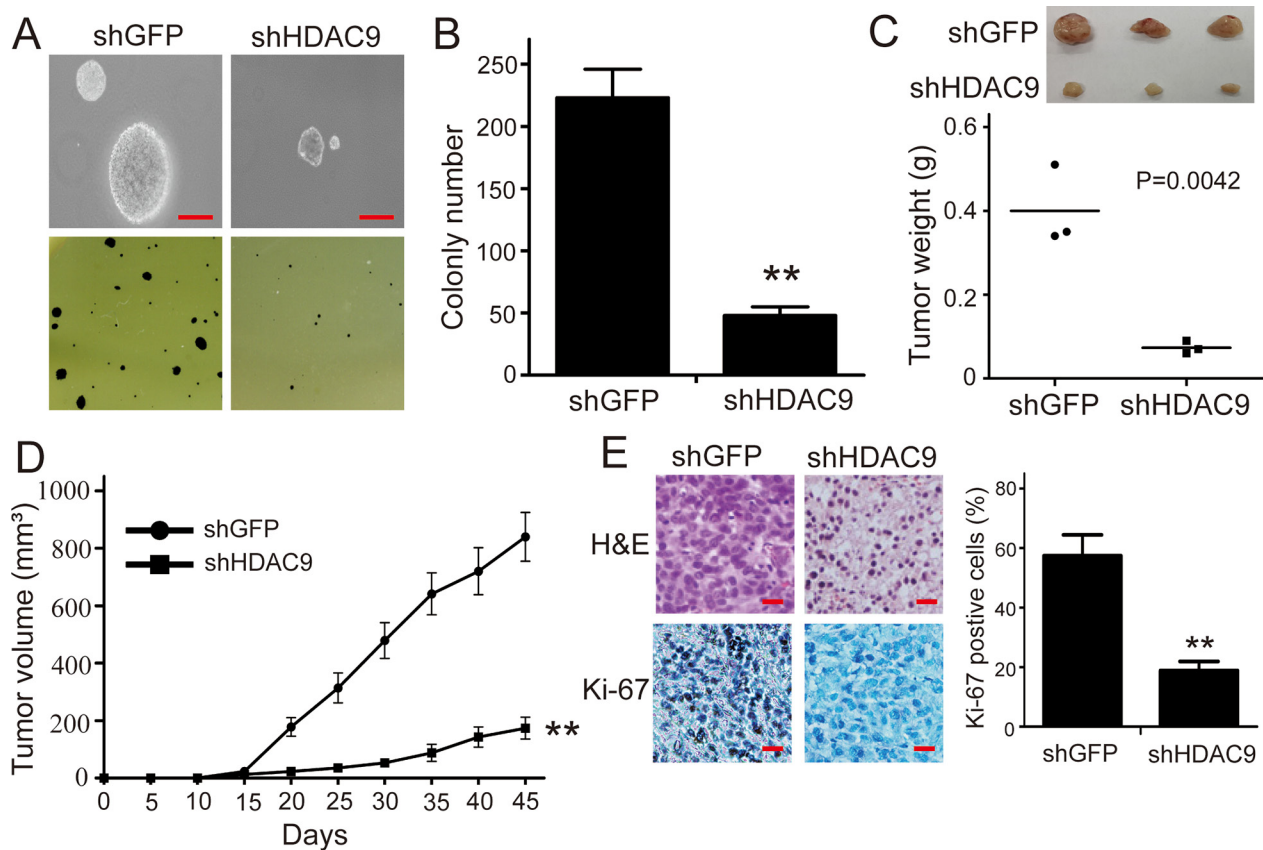 A
shGFP shHDAC9
B
Colonly number
250
200
150
100
50
0
**
shGFP shHDAC9
C
shGFP
shHDAC9
Tumor weight (g)
0.6
0.4
0.2
0
P=0.0042
shGFP shHDAC9
D
Tumor volume (mm³)
1000
800
600
400
200
0
shGFP
shHDAC9
**
0 5 10 15 20 25 30 35 40 45
Days
E
shGFP shHDAC9
H&E
Ki-67
Ki-67 postive cells (%)
80
60
40
20
0
**
shGFP shHDAC9